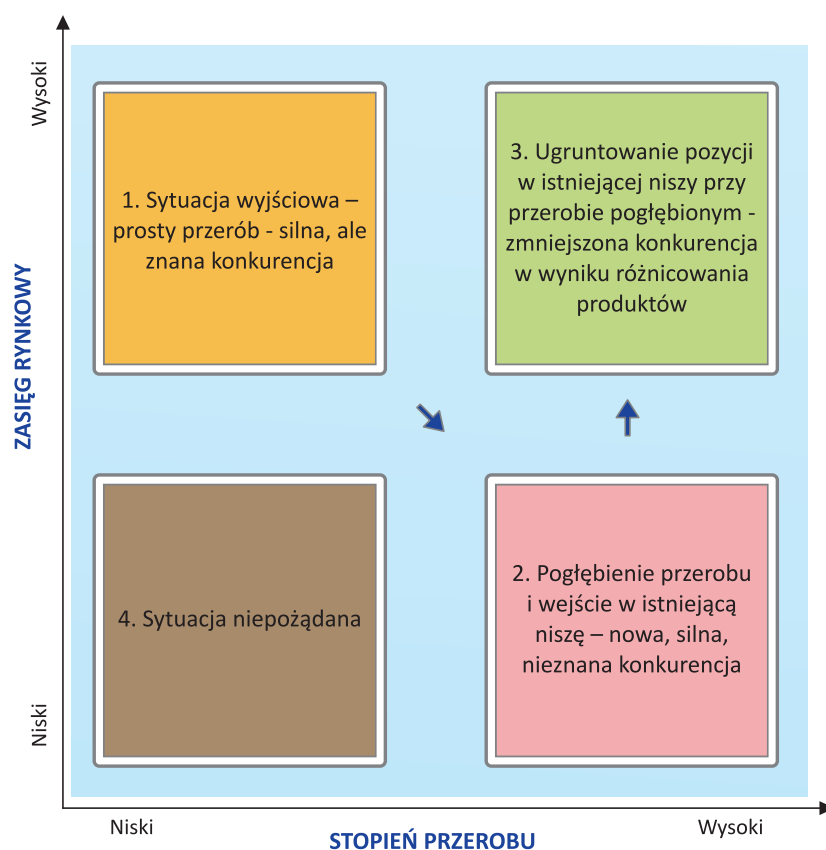 Wysoki
ZASIĘG RYNKOWY
Niski
1. Sytuacja wyjściowa –
prosty przerób - silna, ale
znana konkurencja
3. Ugruntowanie pozycji
w istniejącej niszy przy
przerobie pogłębionym -
zmniejszona konkurencja
w wyniku różnicowania
produktów
4. Sytuacja niepożądana
2. Pogłębienie przerobu
i wejście w istniejącą
niszę – nowa, silna,
nieznana konkurencja
Niski
STOPIEŃ PRZEROBU
Wysoki